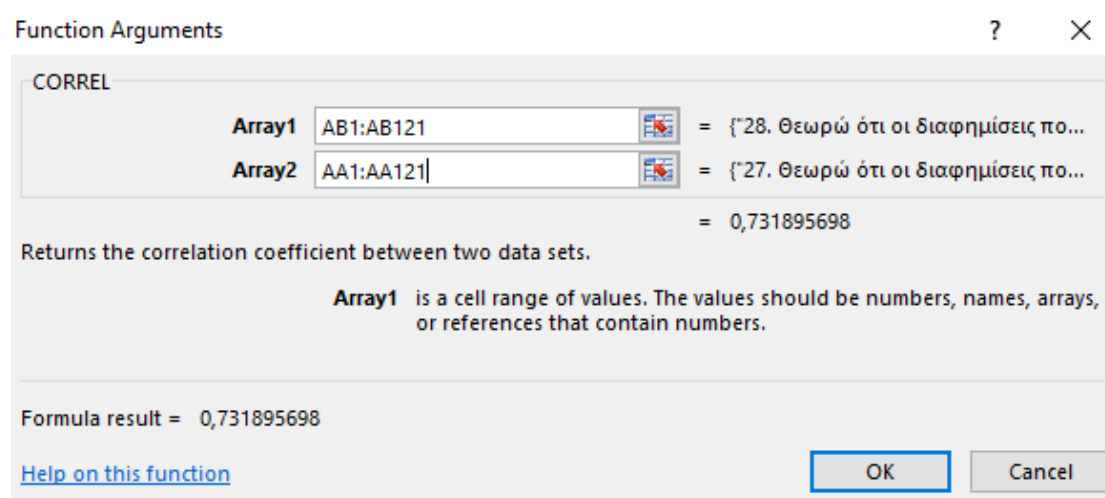 Function Arguments
CORREL
Array1 AB1:AB121 = {"28. Θεωρώ ότι οι διαφημίσεις πο...
Array2 AA1:AA121 = {"27. Θεωρώ ότι οι διαφημίσεις πο...
= 0,731895698
Returns the correlation coefficient between two data sets.
Array1 is a cell range of values. The values should be numbers, names, arrays,
or references that contain numbers.
Formula result = 0,731895698
Help on this function OK Cancel